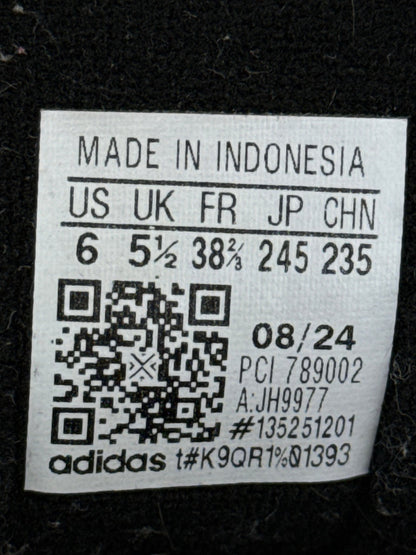 MADE IN INDONESIA
US UK FR JP CHN
6 5½ 38⅔ 245 235
08/24
PCI 789002
A:JH9977
#135251201
adidas t#K9QR1%01393